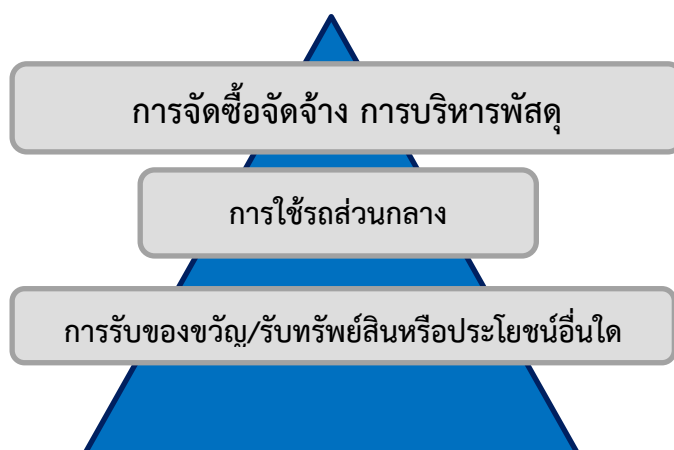 การจัดซื้อจัดจ้าง การบริหารพัสดุ
การใช้รถส่วนกลาง
การรับของขวัญ/รับทรัพย์สินหรือประโยชน์อื่นใด